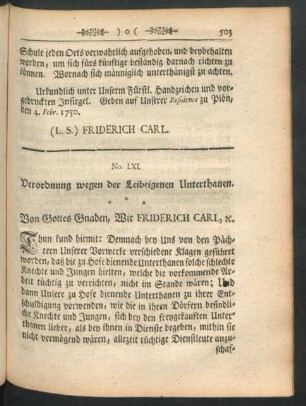 ) o ( 503
Schule jeden Orts verwahrlich aufgehoben, und beybehalten
werden, um sich fürs künftige beständig darnach richten zu
können. Wornach sich männiglich unterthänigst zu achten.
Urkundlich unter Unserm Fürstl. Handzeichen und vor-
gedruckten Insiegel. Geben auf Unserer Residence zu Plön,
den 4. Febr. 1750.
(L. S.) FRIDERICH CARL.
No. LXI.
Verordnung wegen der Leibeigenen Unterthanen.
* * *
Von Gottes Gnaden, Wir FRIDERICH CARL, ꝛc.
Thun kund hiermit: Demnach bey Uns von den Päch-
tern Unserer Vorwerke verschiedene Klagen geführet
worden, daß die zu Hofe dienende Unterthanen solche schlechte
Knechte und Jungen hielten, welche die vorkommende Ar-
beit tüchtig zu verrichten, nicht im Stande wären; Und
dann Unsere zu Hofe dienende Unterthanen zu ihrer Ent-
schuldigung vorwenden, wie die in ihren Dörfern befindli-
che Knechte und Jungen, sich bey den freygekauften Unter-
thanen lieber, als bey ihnen in Dienste begeben, mithin sie
nicht vermögend wären, allezeit tüchtige Dienstleute anzu-
schaf-